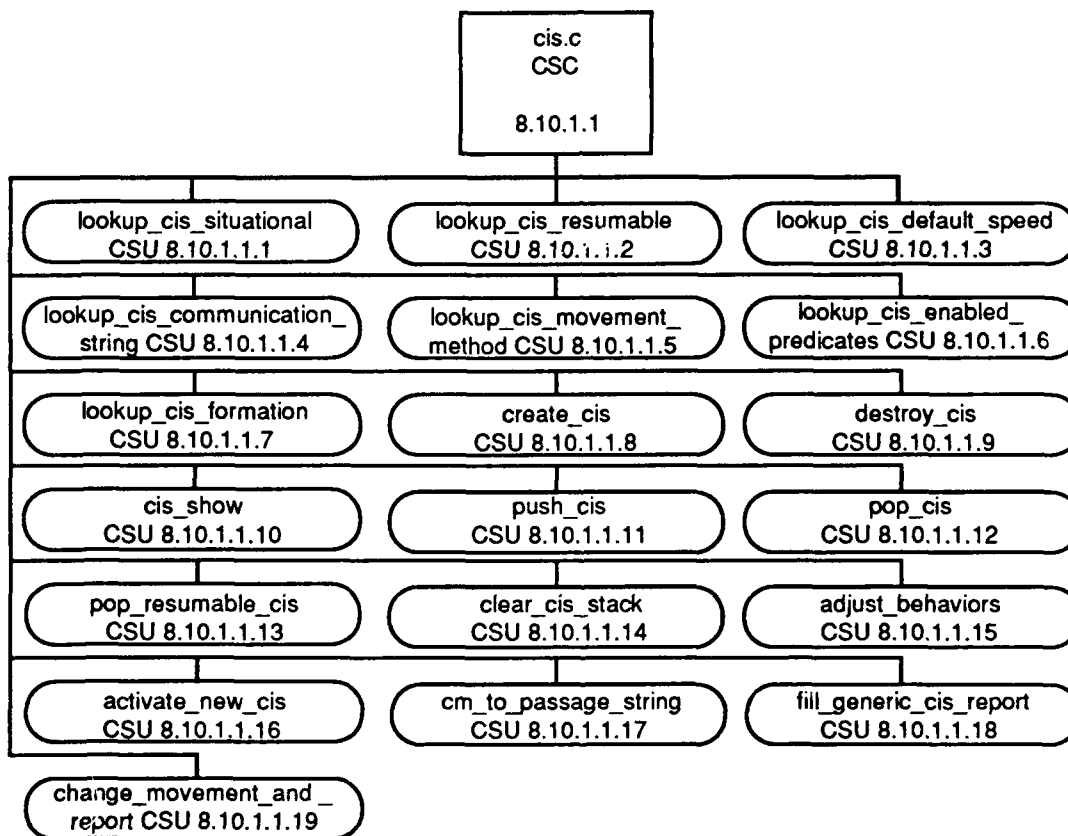 cis.c
CSC
8.10.1.1
lookup_cis_situational
CSU 8.10.1.1.1
lookup_cis_resumable
CSU 8.10.1.1.2
lookup_cis_default_speed
CSU 8.10.1.1.3
lookup_cis_communication_
string CSU 8.10.1.1.4
lookup_cis_movement_
method CSU 8.10.1.1.5
lookup_cis_enabled_
predicates CSU 8.10.1.1.6
lookup_cis_formation
CSU 8.10.1.1.7
create_cis
CSU 8.10.1.1.8
destroy_cis
CSU 8.10.1.1.9
cis_show
CSU 8.10.1.1.10
push_cis
CSU 8.10.1.1.11
pop_cis
CSU 8.10.1.1.12
pop_resumable_cis
CSU 8.10.1.1.13
clear_cis_stack
CSU 8.10.1.1.14
adjust_behaviors
CSU 8.10.1.1.15
activate_new_cis
CSU 8.10.1.1.16
cm_to_passage_string
CSU 8.10.1.1.17
fill_generic_cis_report
CSU 8.10.1.1.18
change_movement_and_
report CSU 8.10.1.1.19